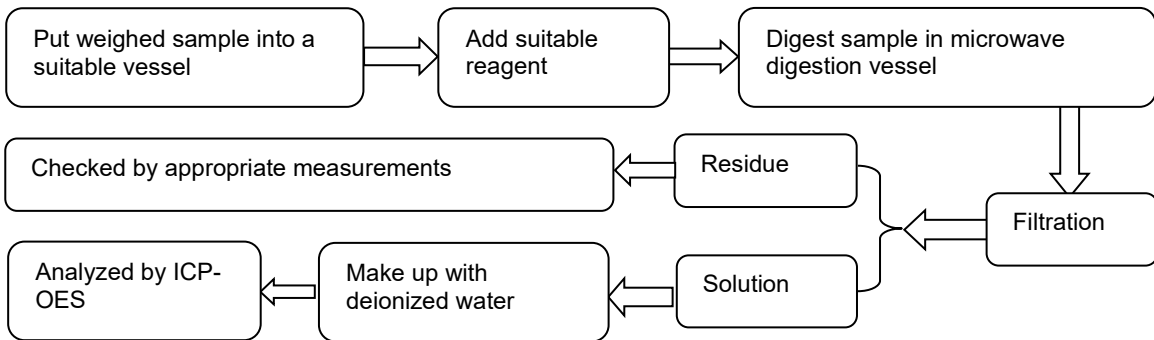 Put weighed sample into a
suitable vessel
Add suitable
reagent
Digest sample in microwave
digestion vessel
Checked by appropriate measurements
Residue
Filtration
Analyzed by ICP-
OES
Make up with
deionized water
Solution